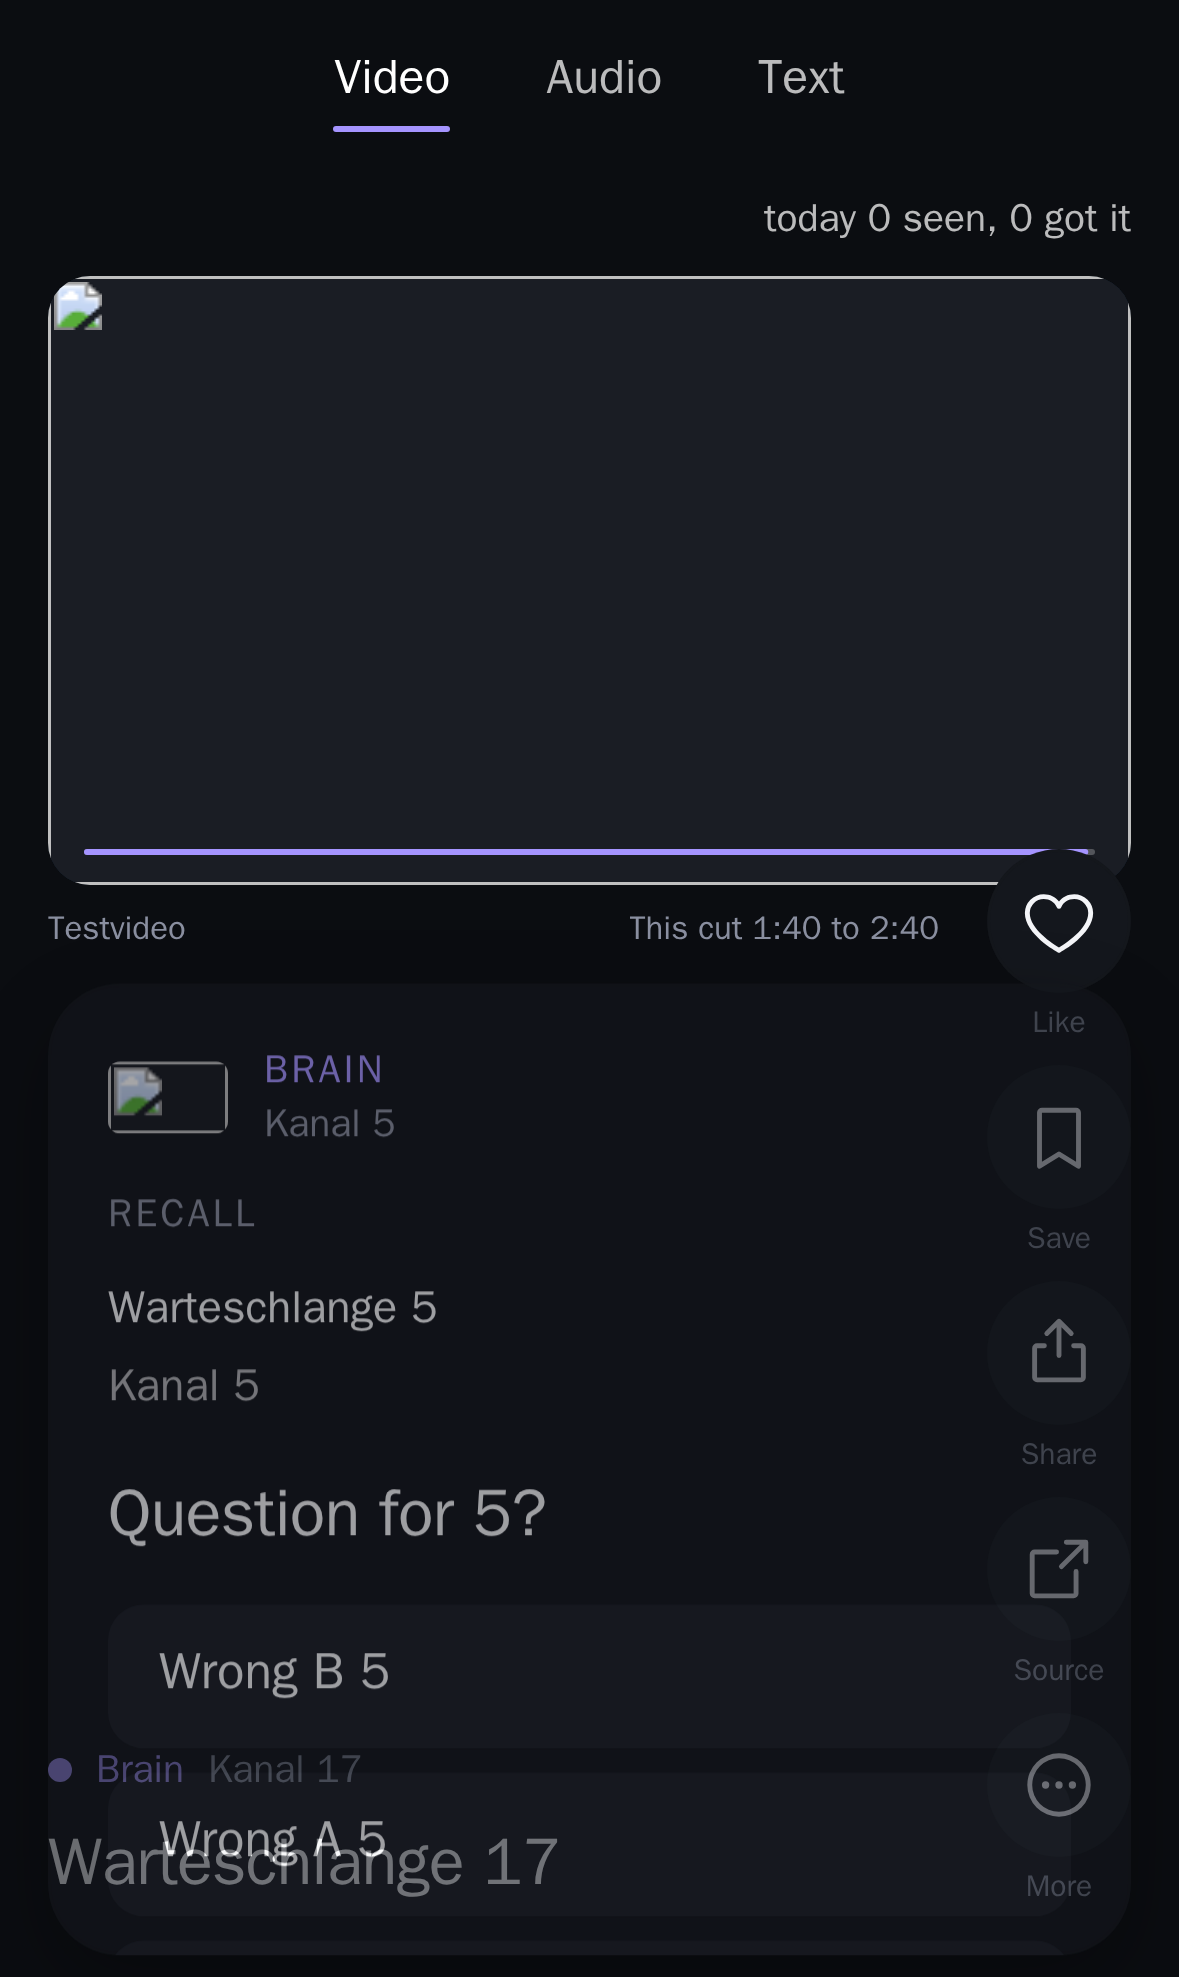 Video Audio Text
today 0 seen, 0 got it
Testvideo This cut 1:40 to 2:40
Like
BRAIN
Kanal 5
Save
RECALL
Warteschlange 5
Kanal 5
Share
Question for 5?
Source
Wrong B 5
Brain Kanal 17
Wrong A 5
Warteschlange 17
More